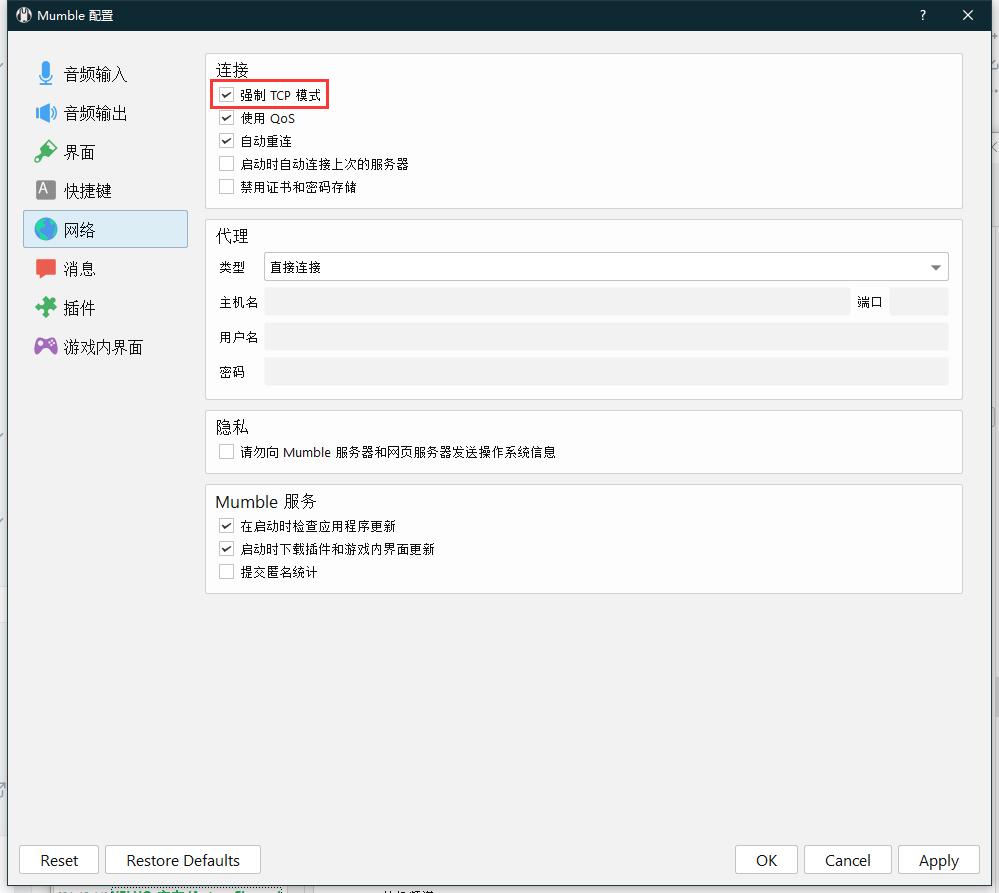 Mumble 配置
?
音频输入
音频输出
界面
A 快捷键
网络
消息
插件
游戏内界面
连接
强制 TCP 模式
使用 QoS
自动重连
启动时自动连接上次的服务器
禁用证书和密码存储
代理
类型 直接连接
主机名 端口
用户名
密码
隐私
请勿向 Mumble 服务器和网页服务器发送操作系统信息
Mumble 服务
在启动时检查应用程序更新
启动时下载插件和游戏内界面更新
提交匿名统计
Reset Restore Defaults OK Cancel Apply